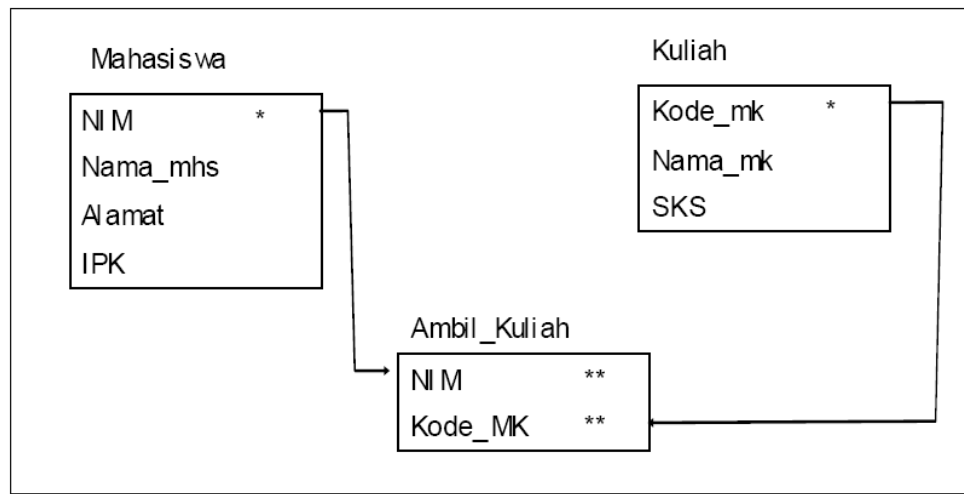 Mahasiswa
NIM *
Nama_mhs
Alamat
IPK
Kuliah
Kode_mk *
Nama_mk
SKS
Ambil_Kuliah
NIM **
Kode_MK **